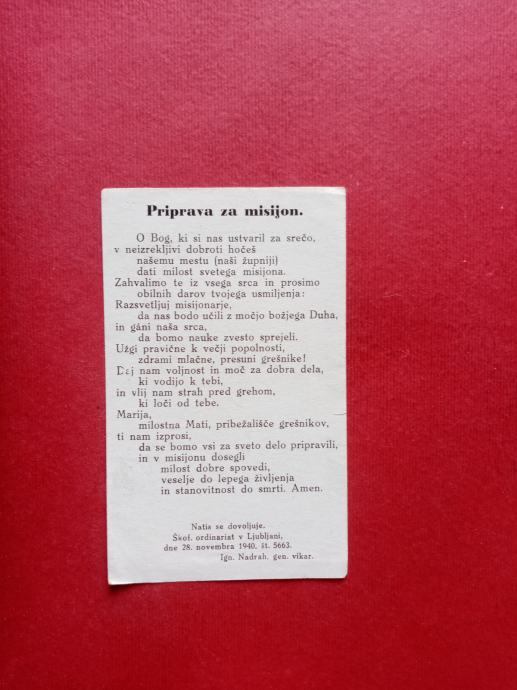 Priprava za misijon.
O Bog, ki si nas ustvaril za srečo,
v neizrekljivi dobroti hočeš
našemu mestu (naši župniji)
dati milost svetega misijona.
Zahvalimo te iz vsega srca in prosimo
obilnih darov tvojega usmiljenja:
Razsvetljuj misijonarje,
da nas bodo učili z močjo božjega Duha,
in gáni naša srca,
da bomo nauke zvesto sprejeli.
Užgi pravične k večji popolnosti,
zdrami mlačne, presuni grešnike!
Daj nam voljnost in moč za dobra dela,
ki vodijo k tebi,
in vlij nam strah pred grehom,
ki loči od tebe.
Marija,
milostna Mati, pribežališče grešnikov,
ti nam izprosi,
da se bomo vsi za sveto delo pripravili,
in v misijonu dosegli
milost dobre spovedi,
veselje do lepega življenja
in stanovitnost do smrti. Amen.
Natis se dovoljuje.
Škof. ordinariat v Ljubljani,
dne 28. novembra 1940, št. 5663.
Ign. Nadrah, gen. vikar.